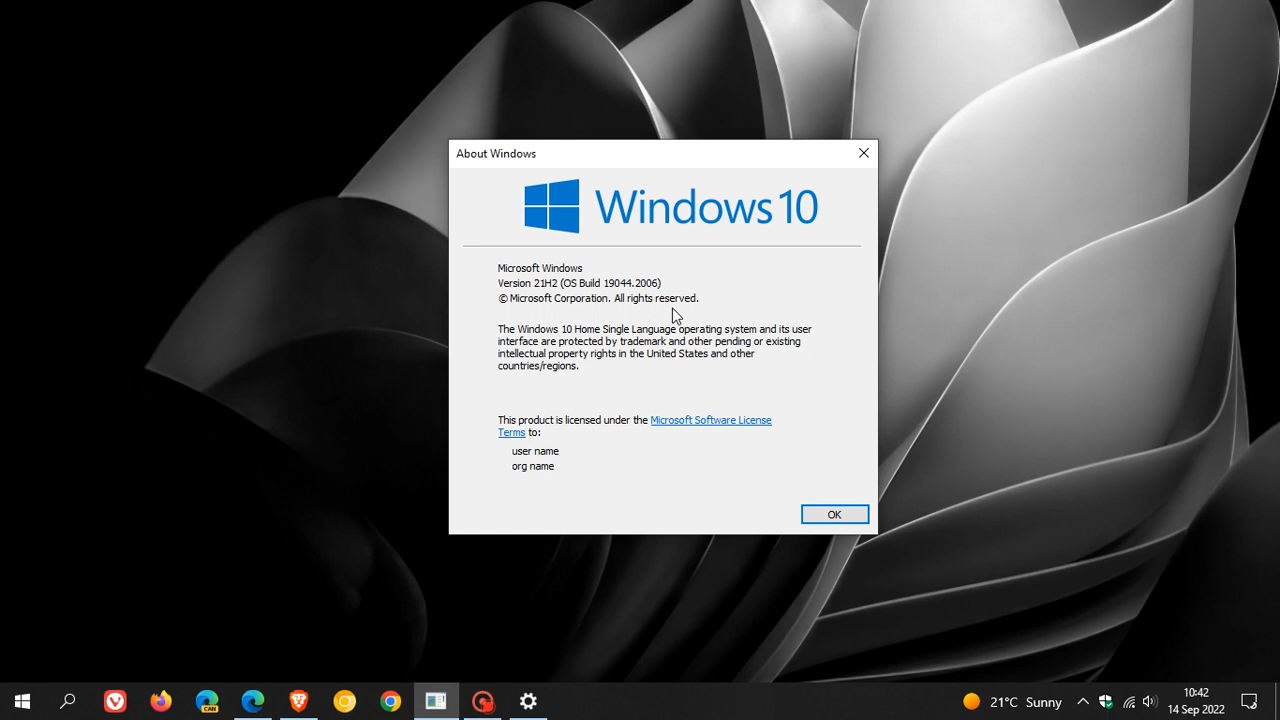 About Windows
Windows 10
Microsoft Windows
Version 21H2 (OS Build 19044.2006)
© Microsoft Corporation. All rights reserved.
The Windows 10 Home Single Language operating system and its user
interface are protected by trademark and other pending or existing
intellectual property rights in the United States and other
countries/regions.
This product is licensed under the Microsoft Software License
Terms to:
user name
org name
OK
CAN
21°C Sunny
10:42
14 Sep 2022